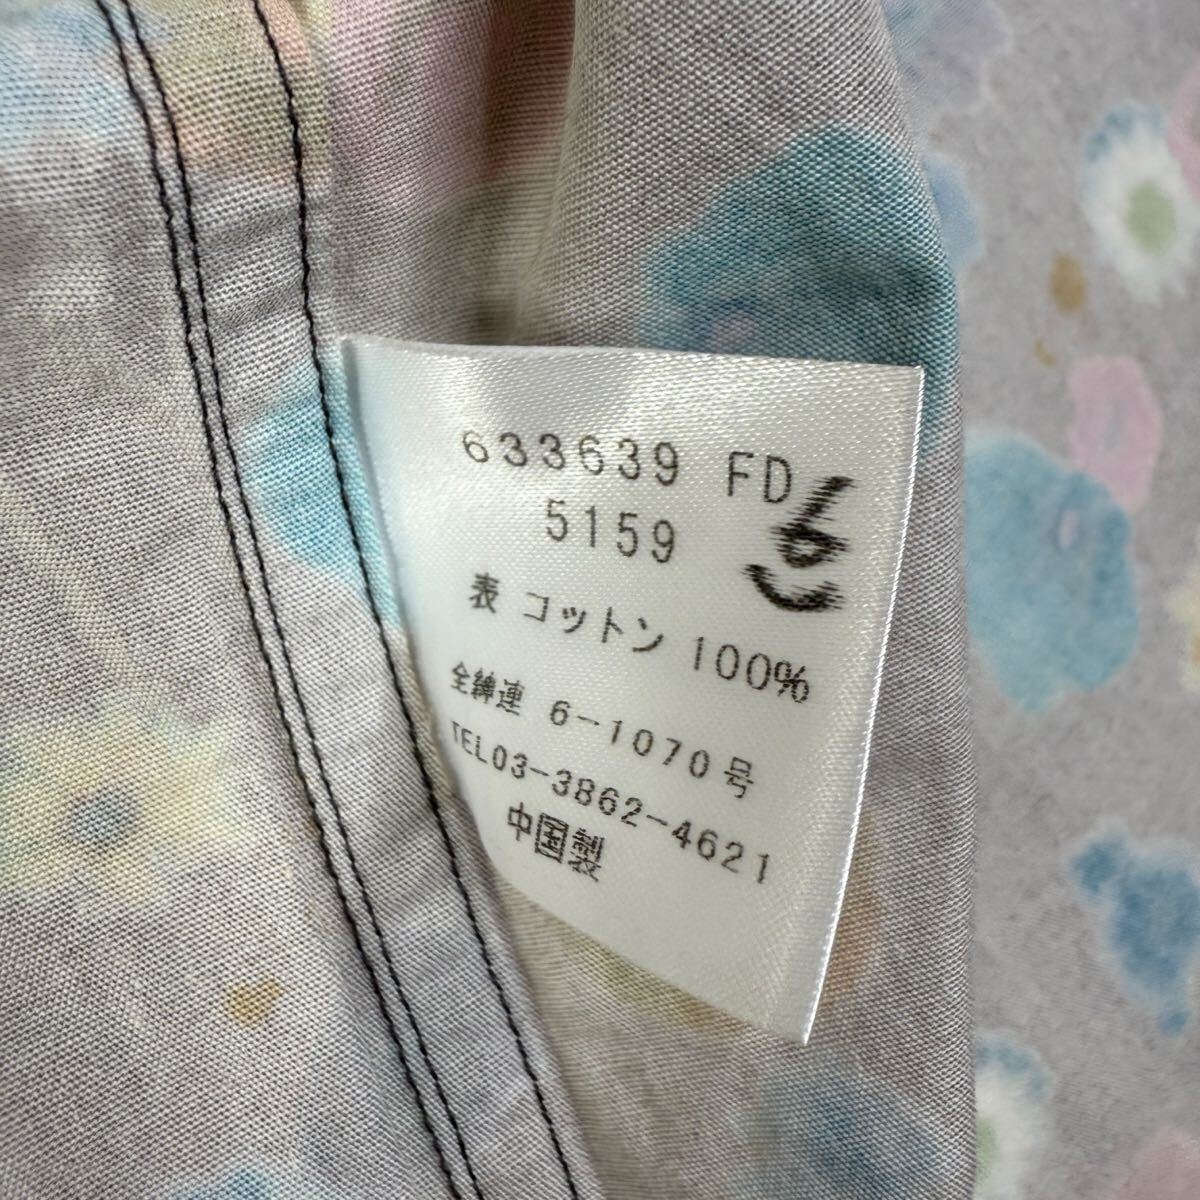 633639 FD
5159
表 コットン 100%
全紳連 6-1070号
TEL03-3862-4621
中国製